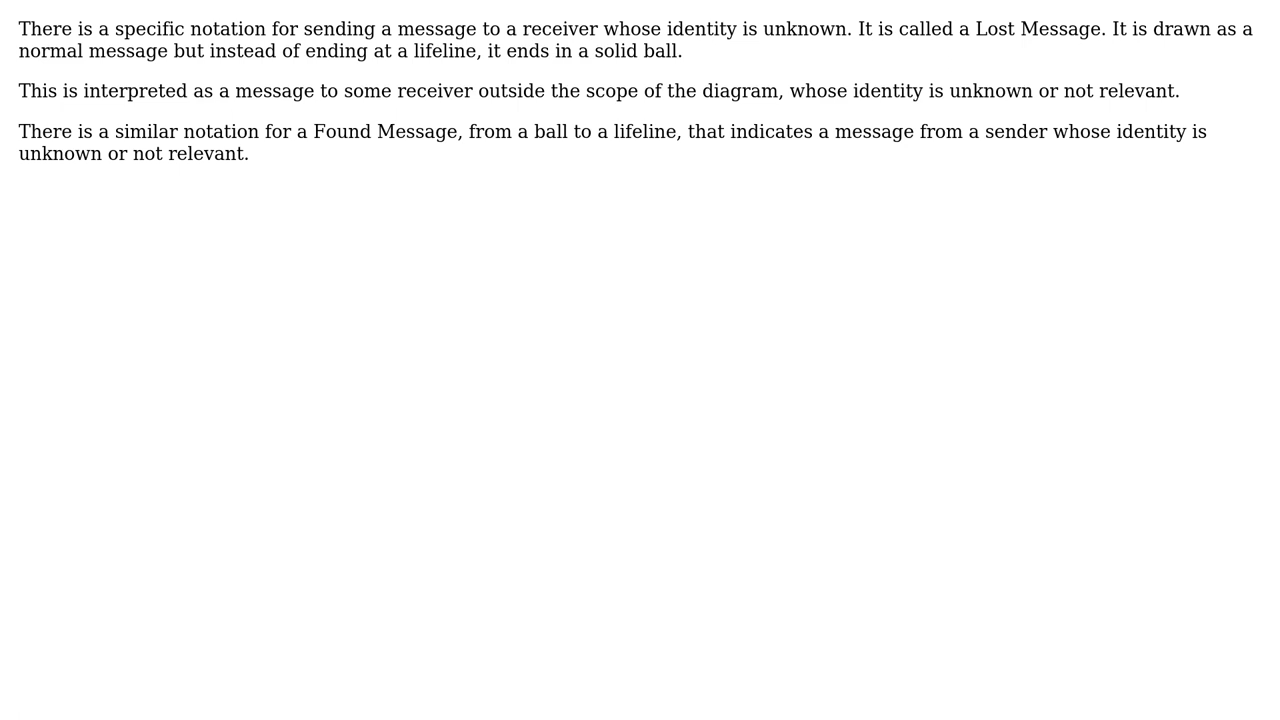 There is a specific notation for sending a message to a receiver whose identity is unknown. It is called a Lost Message. It is drawn as a
normal message but instead of ending at a lifeline, it ends in a solid ball.
This is interpreted as a message to some receiver outside the scope of the diagram, whose identity is unknown or not relevant.
There is a similar notation for a Found Message, from a ball to a lifeline, that indicates a message from a sender whose identity is
unknown or not relevant.